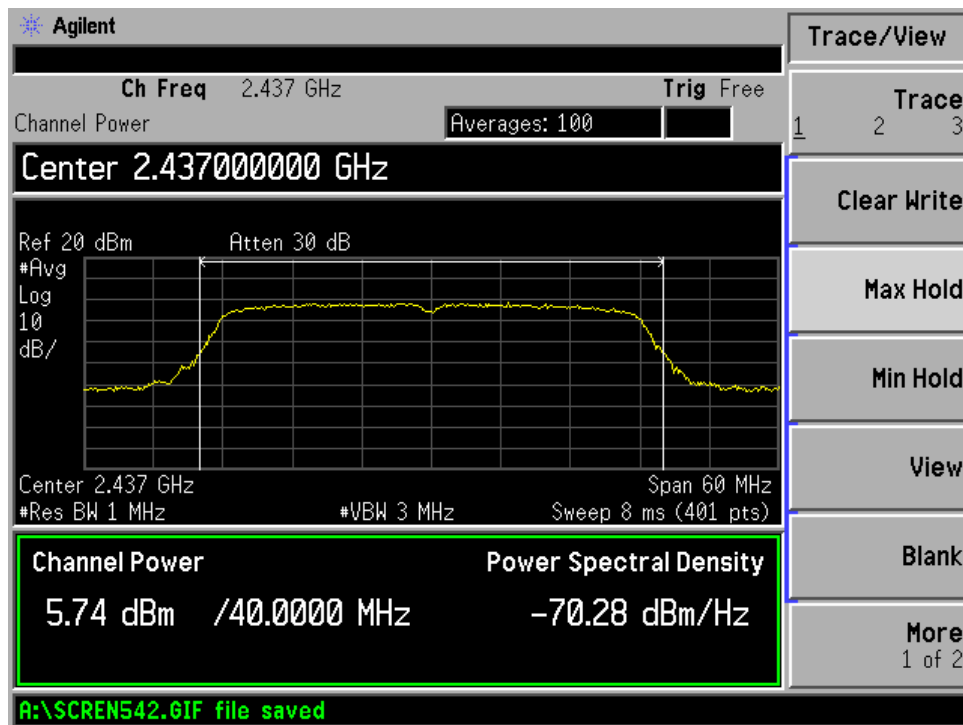 Agilent
Ch Freq 2.437 GHz Trig Free
Channel Power Averages: 100
Center 2.437000000 GHz
Ref 20 dBm Atten 30 dB
#Avg
Log
10
dB/
Center 2.437 GHz Span 60 MHz
#Res BW 1 MHz #VBW 3 MHz Sweep 8 ms (401 pts)
Channel Power Power Spectral Density
5.74 dBm /40.0000 MHz -70.28 dBm/Hz
A:\SCREN542.GIF file saved
Trace/View
Trace
1 2 3
Clear Write
Max Hold
Min Hold
View
Blank
More
1 of 2